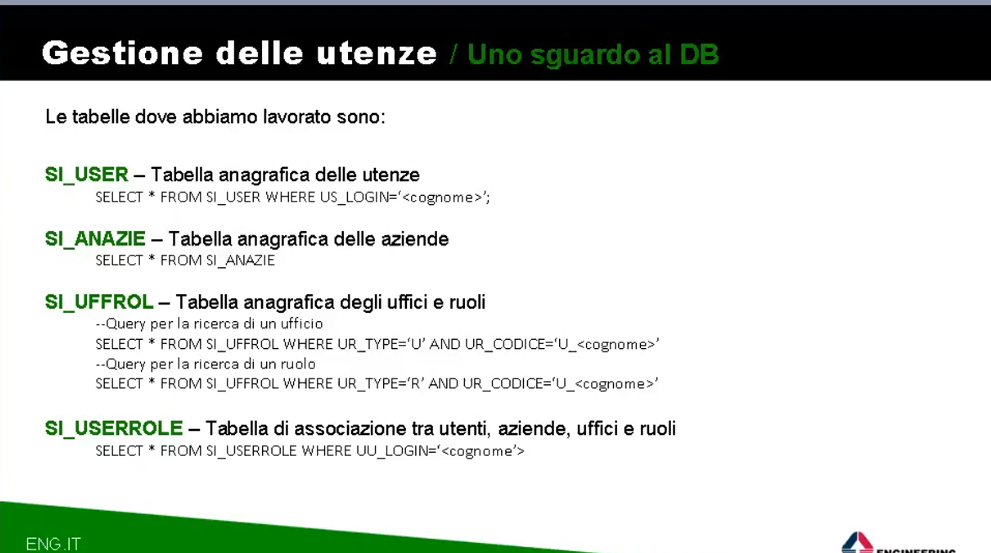 Gestione delle utenze / Uno sguardo al DB
Le tabelle dove abbiamo lavorato sono:
SI_USER – Tabella anagrafica delle utenze
SELECT * FROM SI_USER WHERE US_LOGIN=‘<cognome>’;
SI_ANAZIE – Tabella anagrafica delle aziende
SELECT * FROM SI_ANAZIE
SI_UFFROL – Tabella anagrafica degli uffici e ruoli
--Query per la ricerca di un ufficio
SELECT * FROM SI_UFFROL WHERE UR_TYPE=‘U’ AND UR_CODICE=‘U_<cognome>’
--Query per la ricerca di un ruolo
SELECT * FROM SI_UFFROL WHERE UR_TYPE=‘R’ AND UR_CODICE=‘U_<cognome>’
SI_USERROLE – Tabella di associazione tra utenti, aziende, uffici e ruoli
SELECT * FROM SI_USERROLE WHERE UU_LOGIN=‘<cognome’>
ENG.IT
ENGINEERING